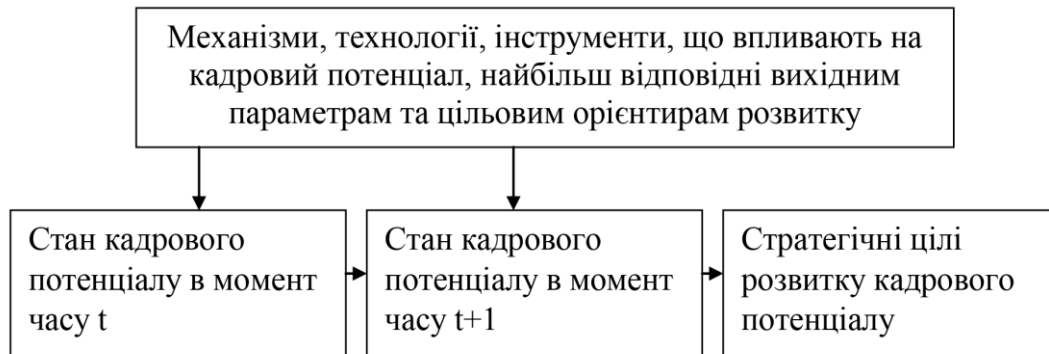 Механізми, технології, інструменти, що впливають на
кадровий потенціал, найбільш відповідні вихідним
параметрам та цільовим орієнтирам розвитку
Стан кадрового
потенціалу в момент
часу t
Стан кадрового
потенціалу в момент
часу t+1
Стратегічні цілі
розвитку кадрового
потенціалу